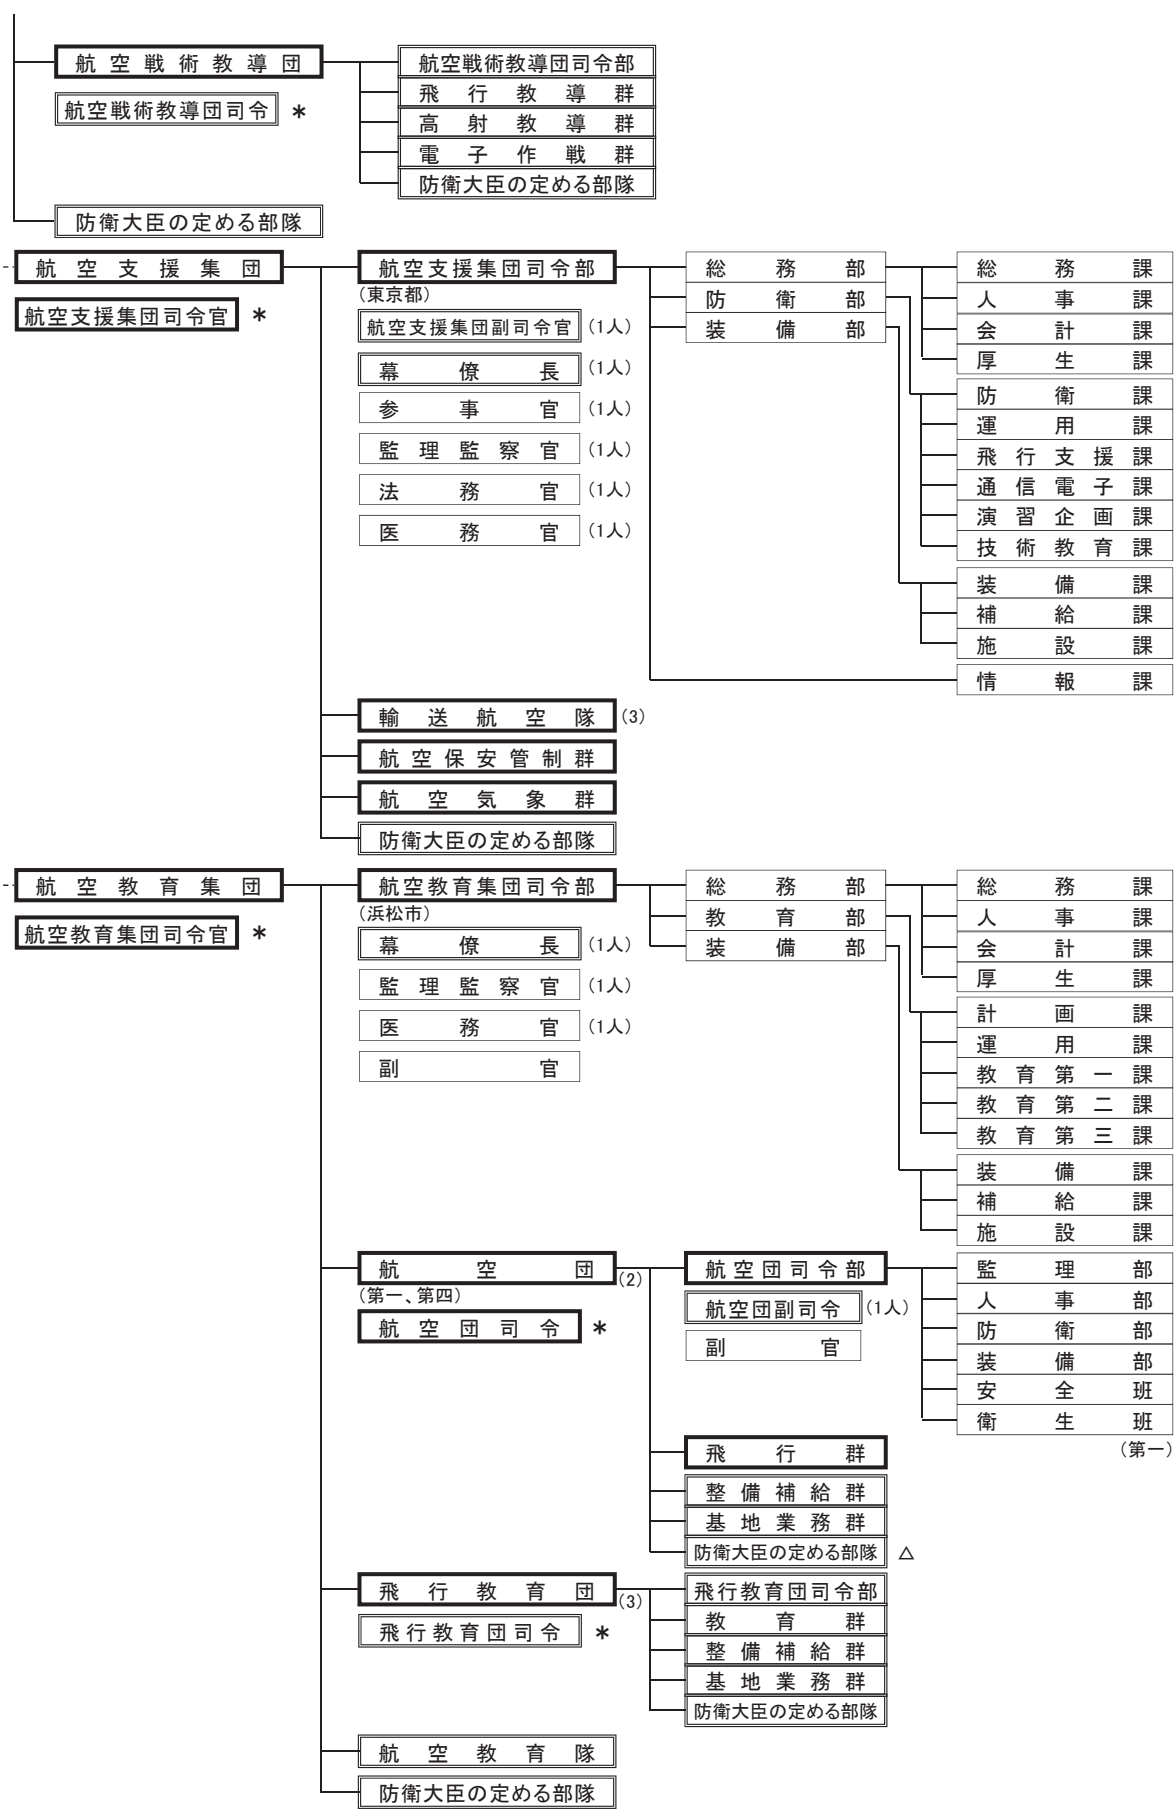 航空戦術教導団
航空戦術教導団司令 *
航空戦術教導団司令部
飛行教導群
高射教導群
電子作戦群
防衛大臣の定める部隊
防衛大臣の定める部隊
航空支援集団
航空支援集団司令官 *
航空支援集団司令部
(東京都)
航空支援集団副司令官 (1人)
幕僚長 (1人)
参事官 (1人)
監理監察官 (1人)
法務官 (1人)
医務官 (1人)
総務部
防衛部
装備部
総務課
人事課
会計課
厚生課
防衛課
運用課
飛行支援課
通信電子課
演習企画課
技術教育課
装備課
補給課
施設課
情報課
輸送航空隊 (3)
航空保安管制群
航空気象群
防衛大臣の定める部隊
航空教育集団
航空教育集団司令官 *
航空教育集団司令部
(浜松市)
幕僚長 (1人)
監理監察官 (1人)
医務官 (1人)
副官
総務部
教育部
装備部
総務課
人事課
会計課
厚生課
計画課
運用課
教育第一課
教育第二課
教育第三課
装備課
補給課
施設課
航空団 (2)
(第一、第四)
航空団司令 *
航空団司令部
航空団副司令 (1人)
副官
監理部
人事部
防衛部
装備部
安全班
衛生班
(第一)
飛行群
整備補給群
基地業務群
防衛大臣の定める部隊 △
飛行教育団 (3)
飛行教育団司令 *
飛行教育団司令部
教育群
整備補給群
基地業務群
防衛大臣の定める部隊
航空教育隊
防衛大臣の定める部隊